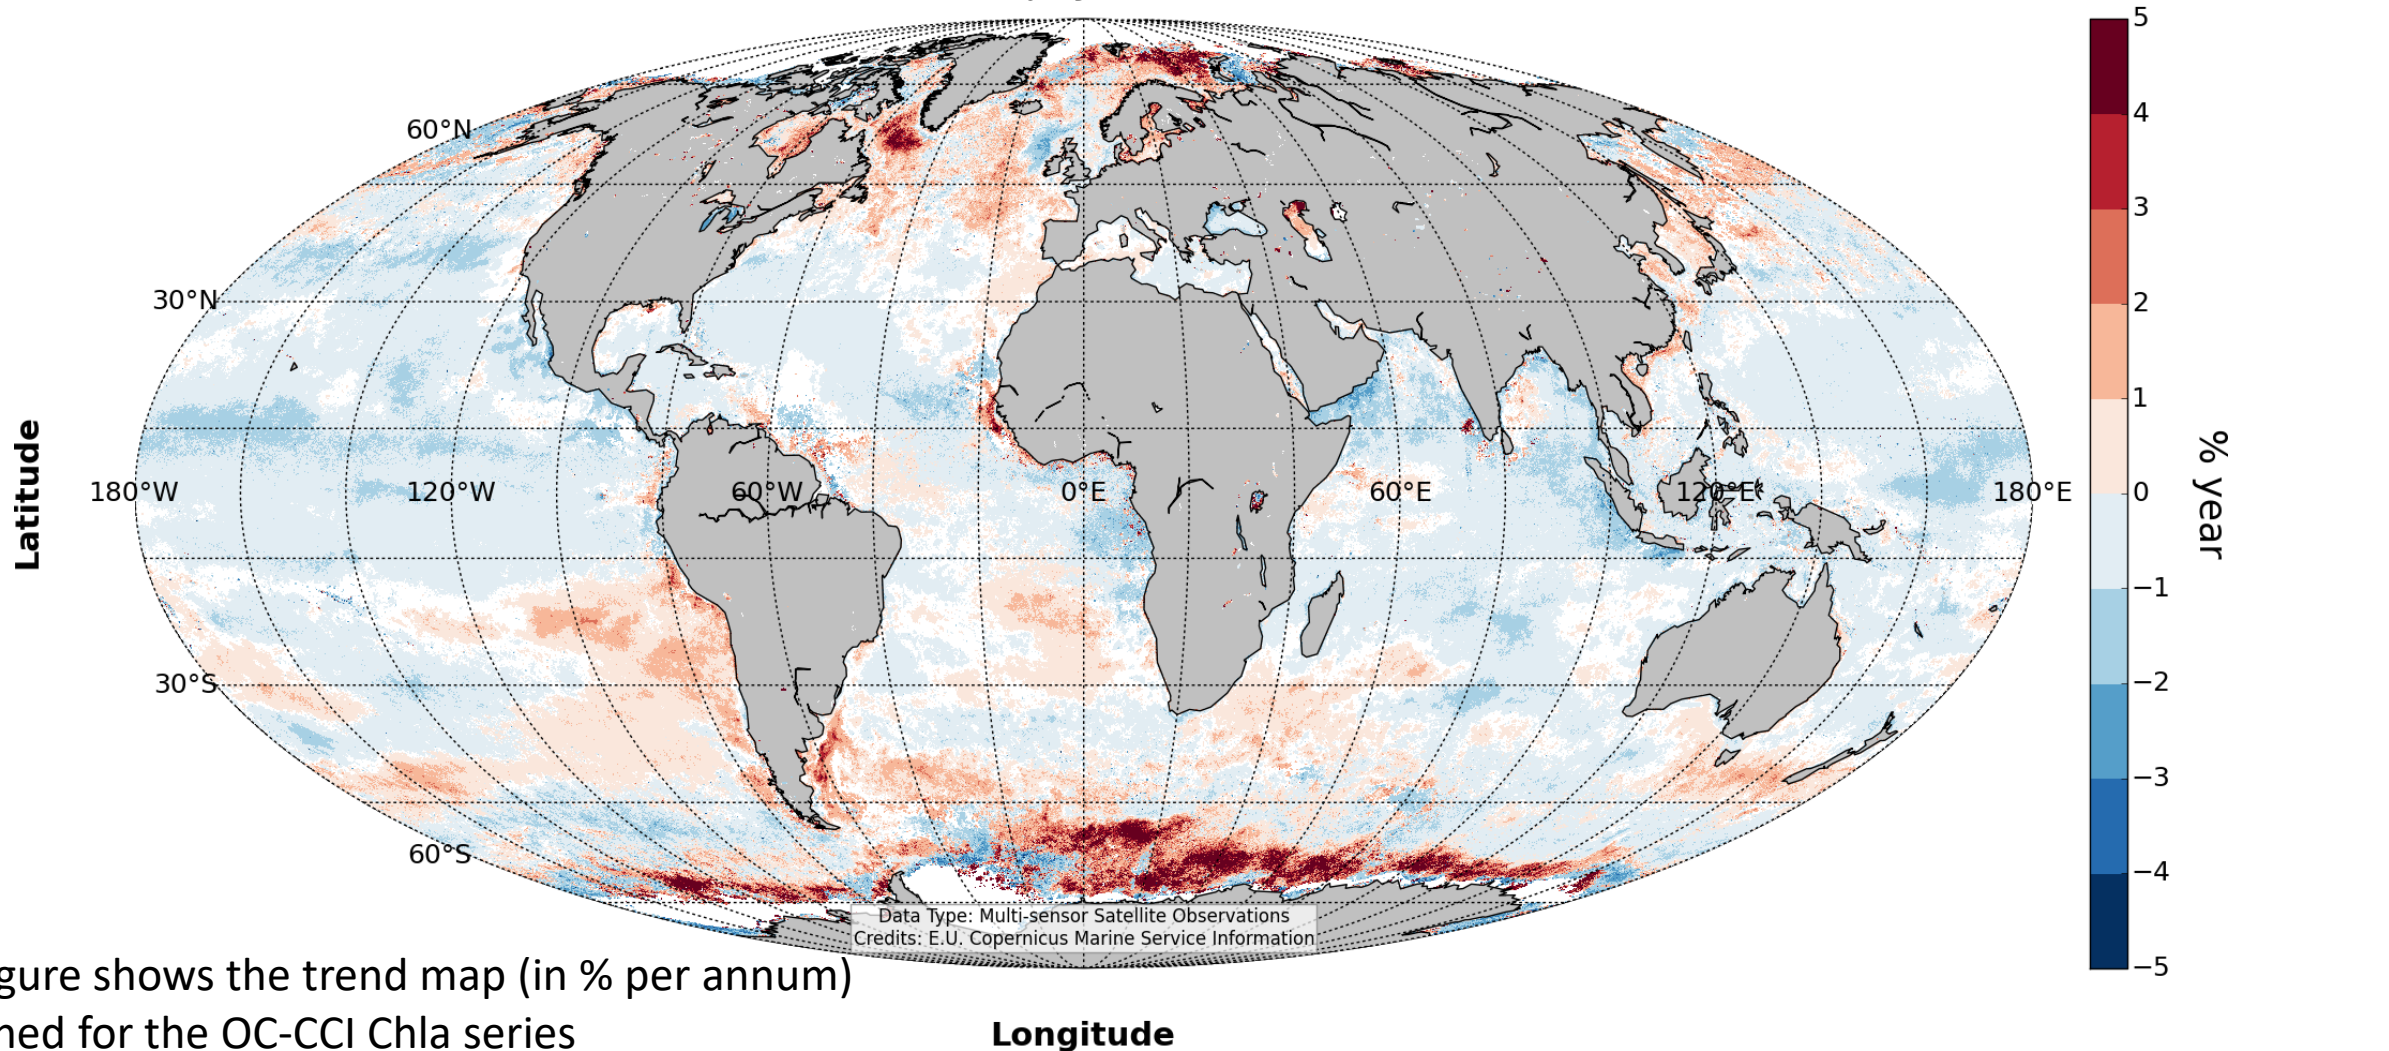 60°N
30°N
180°W 120°W 60°W 0°E 60°E 120°E 180°E
30°S
60°S
Latitude
Longitude
5
4
3
2
1
0
−1
−2
−3
−4
−5
% year
Data Type: Multi-sensor Satellite Observations
Credits: E.U. Copernicus Marine Service Information
gure shows the trend map (in % per annum)
ned for the OC-CCI Chla series